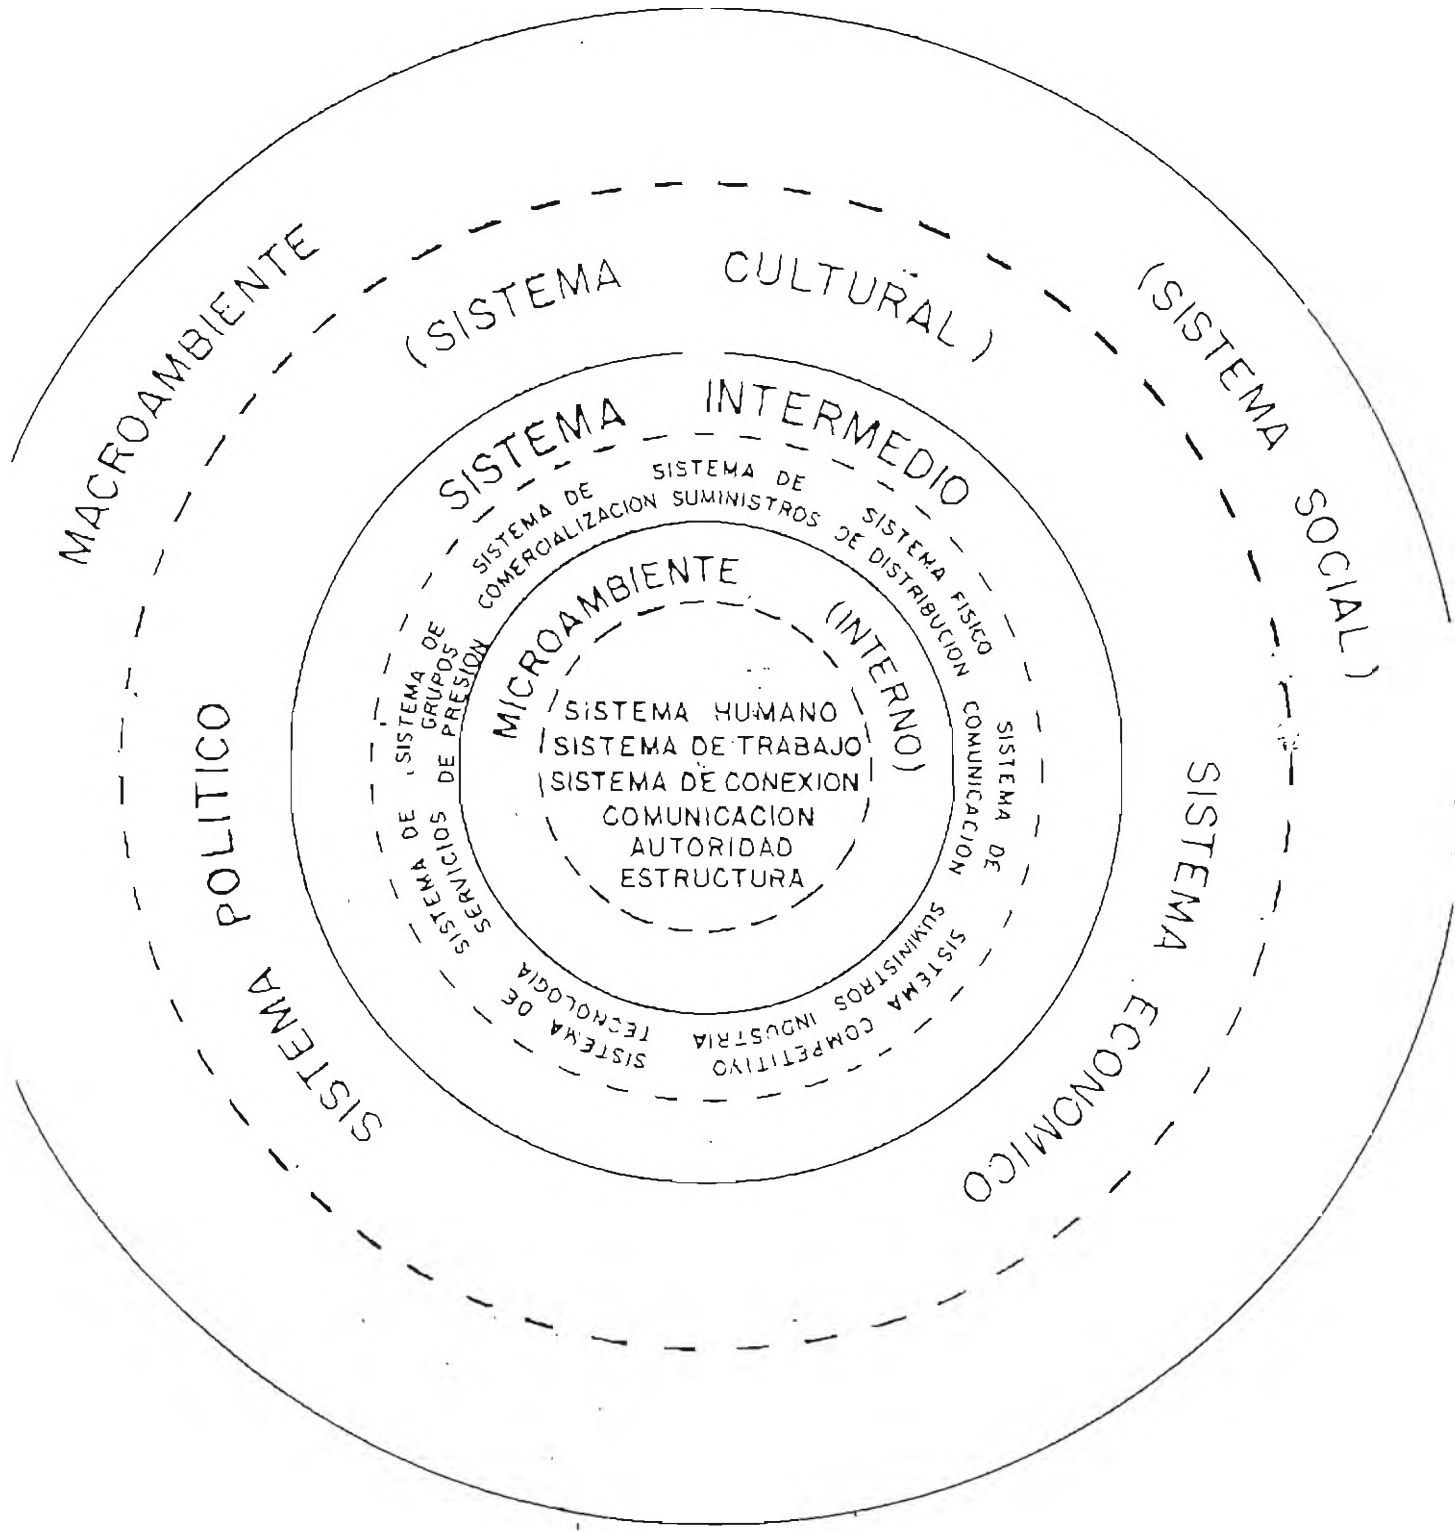 MACROAMBIENTE
(SISTEMA SOCIAL)
(SISTEMA CULTURAL)
SISTEMA ECONOMICO
SISTEMA POLITICO
SISTEMA INTERMEDIO
SISTEMA DE
COMERCIALIZACION
SISTEMA DE
SUMINISTROS
SISTEMA FISICO
DE DISTRIBUCION
SISTEMA DE
COMUNICACION
SISTEMA COMPETITIVO
SUMINISTROS INDUSTRIA
SISTEMA DE
TECNOLOGIA
SISTEMA DE
SERVICIOS
SISTEMA DE
GRUPOS
DE PRESION
MICROAMBIENTE (INTERNO)
SISTEMA HUMANO
SISTEMA DE TRABAJO
SISTEMA DE CONEXION
COMUNICACION
AUTORIDAD
ESTRUCTURA